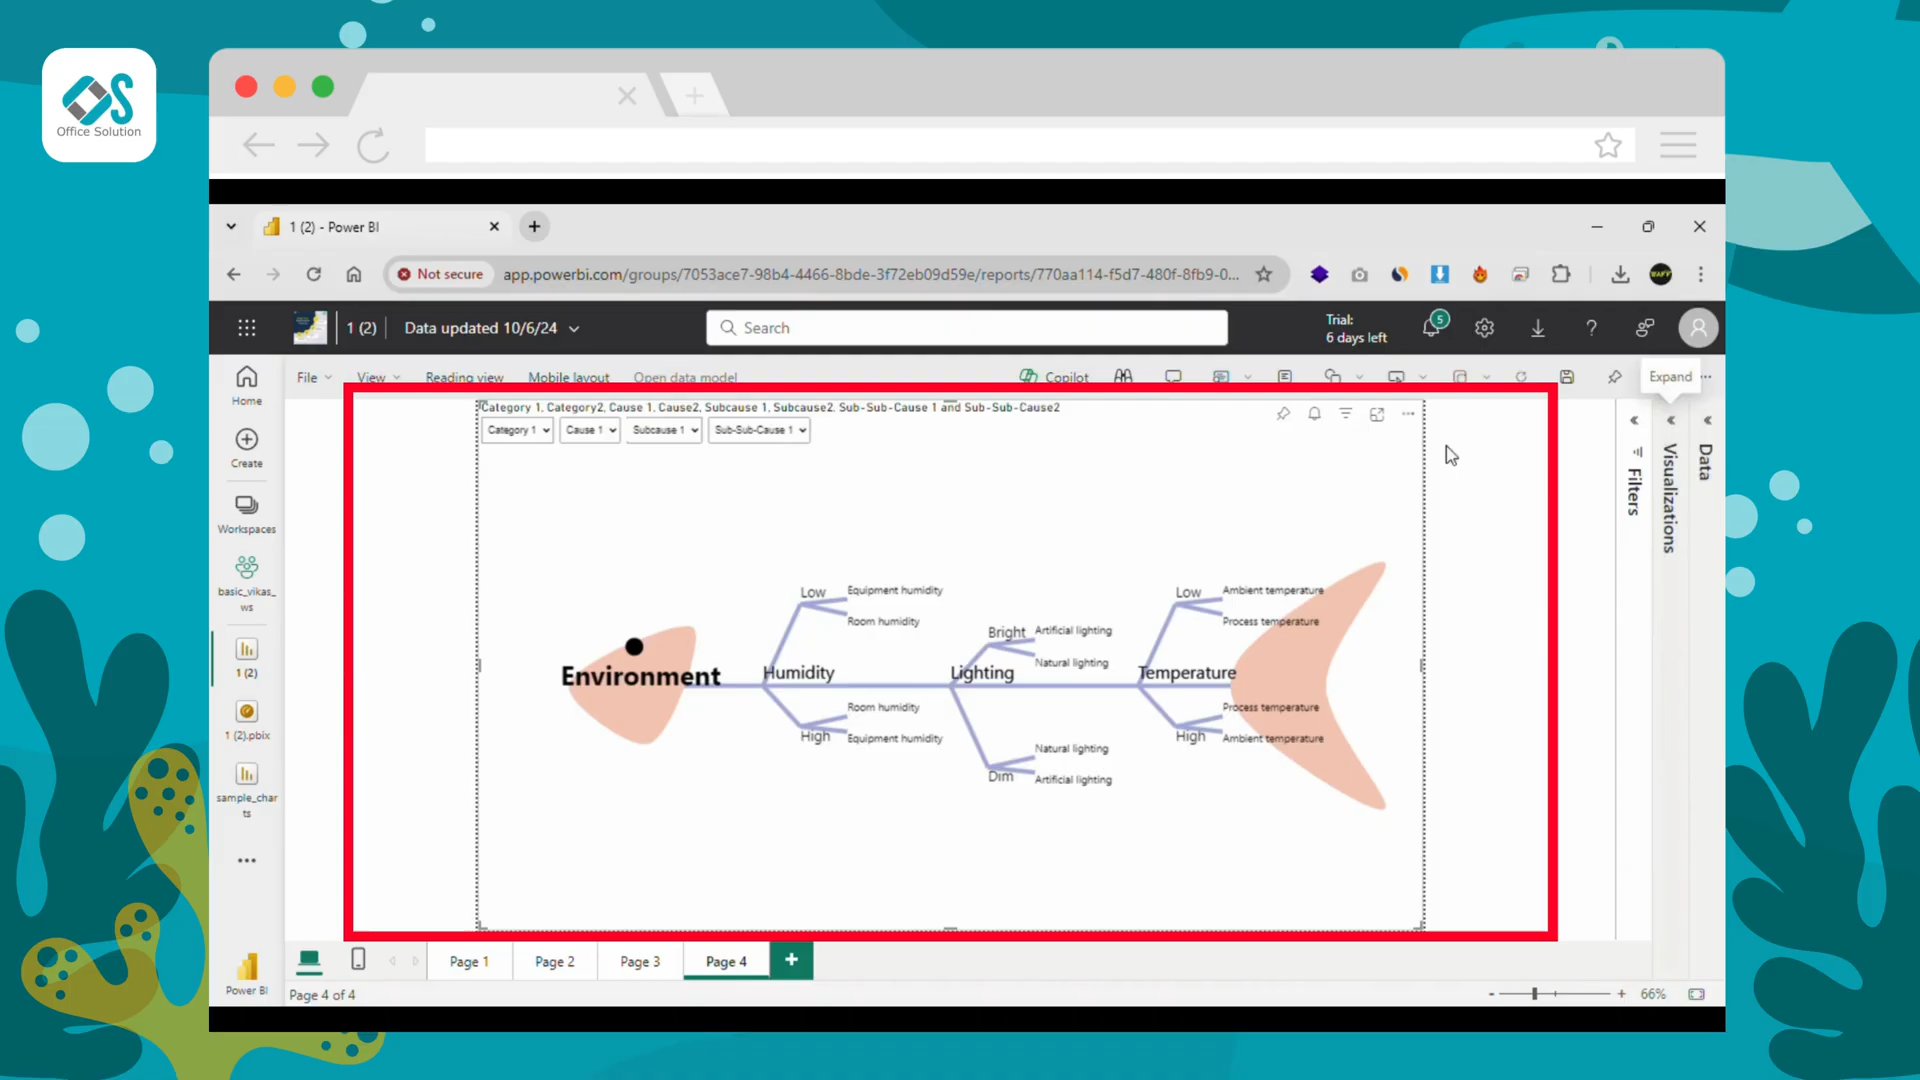 Office Solution
1 (2) - Power BI
Not secure
app.powerbi.com/groups/7053ace7-98b4-4466-8bde-3f72eb09d59e/reports/770aa114-f5d7-480f-8fb9-0...
1 (2)
Data updated 10/6/24
Search
Trial:
6 days left
5
File
View
Reading view
Mobile layout
Open data model
Copilot
Expand
Home
Create
Workspaces
basic_vikas_
ws
1 (2)
1 (2).pbix
sample_char
ts
Power BI
Category 1, Category2, Cause 1, Cause2, Subcause 1, Subcause2, Sub-Sub-Cause 1 and Sub-Sub-Cause2
Category 1
Cause 1
Subcause 1
Sub-Sub-Cause 1
Environment
Humidity
Low
Equipment humidity
Room humidity
High
Room humidity
Equipment humidity
Lighting
Bright
Artificial lighting
Natural lighting
Dim
Natural lighting
Artificial lighting
Temperature
Low
Ambient temperature
Process temperature
High
Process temperature
Ambient temperature
Filters
Visualizations
Data
Page 1
Page 2
Page 3
Page 4
Page 4 of 4
66%